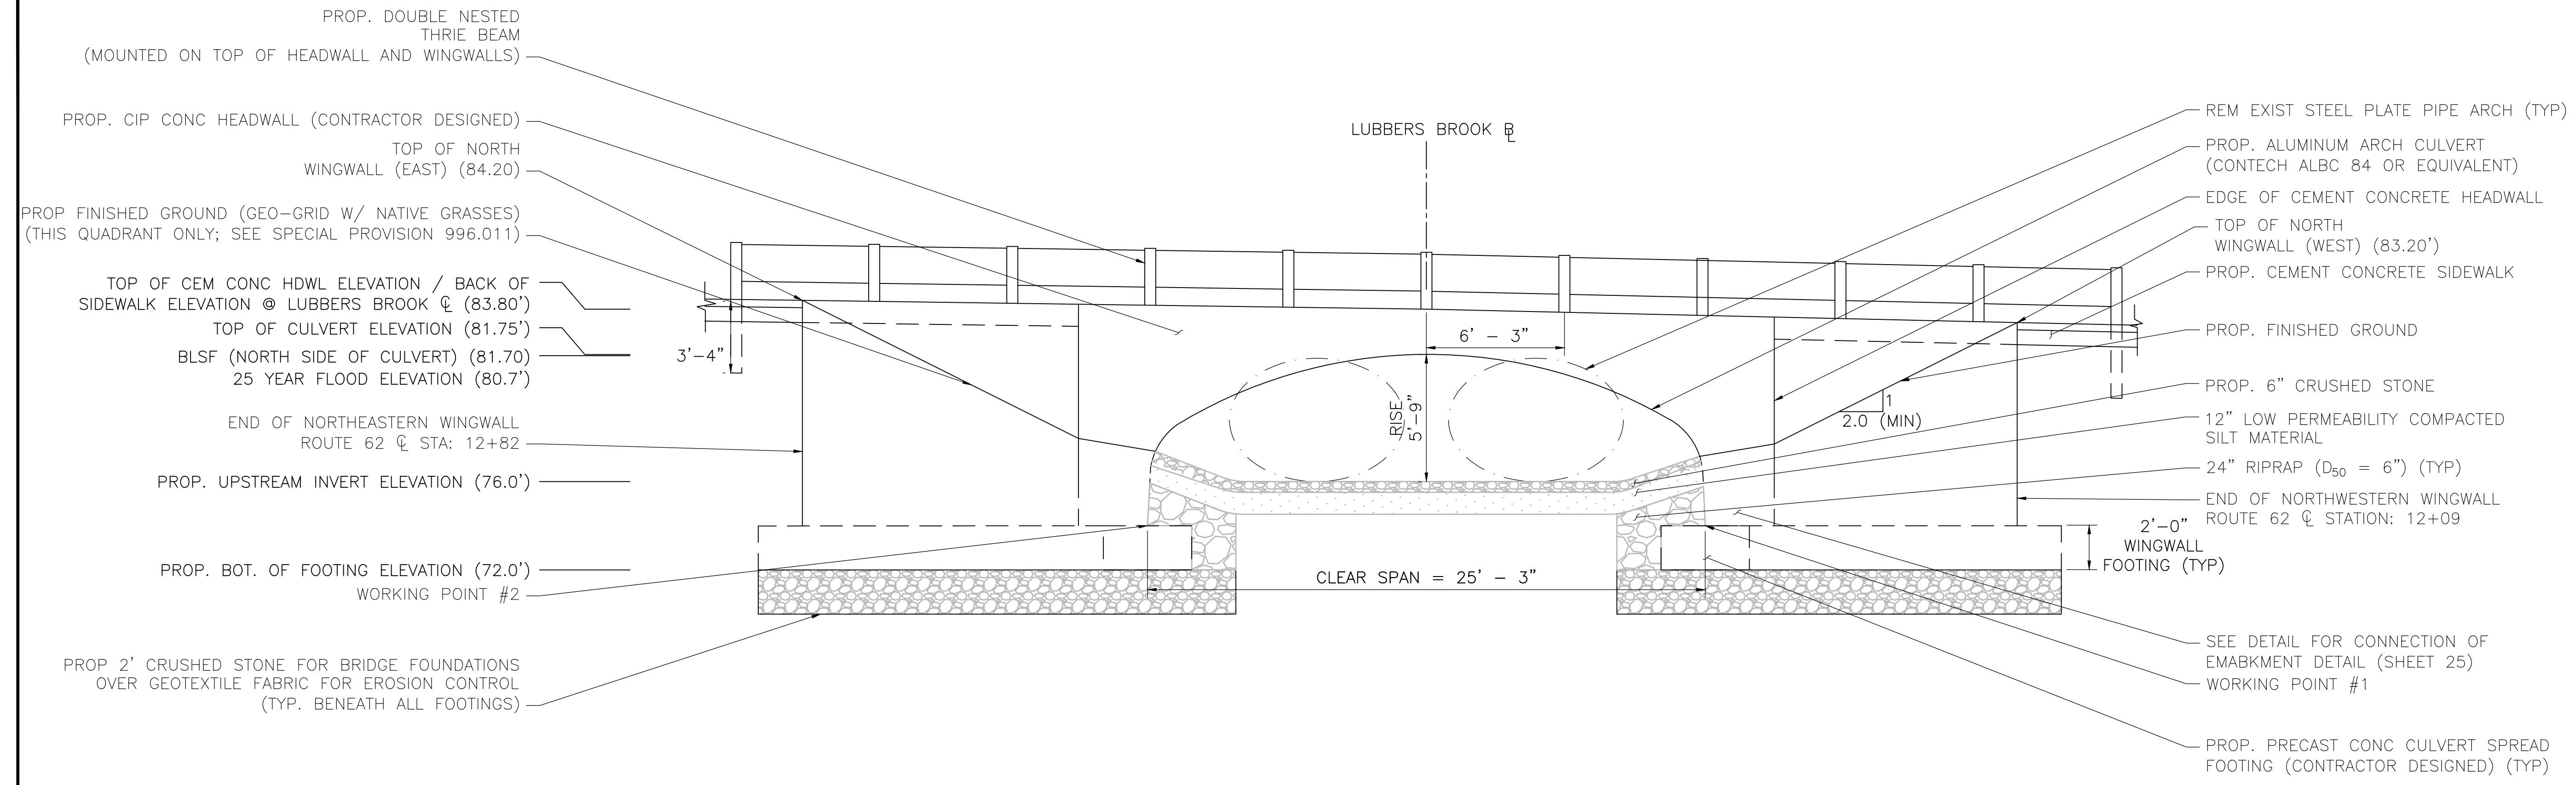 PROP. DOUBLE NESTED
THRIE BEAM
(MOUNTED ON TOP OF HEADWALL AND WINGWALLS)
PROP. CIP CONC HEADWALL (CONTRACTOR DESIGNED)
TOP OF NORTH
WINGWALL (EAST) (84.20)
PROP FINISHED GROUND (GEO-GRID W/ NATIVE GRASSES)
(THIS QUADRANT ONLY; SEE SPECIAL PROVISION 996.011)
TOP OF CEM CONC HDWL ELEVATION / BACK OF
SIDEWALK ELEVATION @ LUBBERS BROOK ℄ (83.80')
TOP OF CULVERT ELEVATION (81.75')
BLSF (NORTH SIDE OF CULVERT) (81.70)
25 YEAR FLOOD ELEVATION (80.7')
END OF NORTHEASTERN WINGWALL
ROUTE 62 ℄ STA: 12+82
PROP. UPSTREAM INVERT ELEVATION (76.0')
PROP. BOT. OF FOOTING ELEVATION (72.0')
WORKING POINT #2
PROP 2' CRUSHED STONE FOR BRIDGE FOUNDATIONS
OVER GEOTEXTILE FABRIC FOR EROSION CONTROL
(TYP. BENEATH ALL FOOTINGS)
LUBBERS BROOK BL
3'-4"
6' - 3"
RISE
5'-9"
1
2.0 (MIN)
CLEAR SPAN = 25' - 3"
2'-0"
WINGWALL
FOOTING (TYP)
REM EXIST STEEL PLATE PIPE ARCH (TYP)
PROP. ALUMINUM ARCH CULVERT
(CONTECH ALBC 84 OR EQUIVALENT)
EDGE OF CEMENT CONCRETE HEADWALL
TOP OF NORTH
WINGWALL (WEST) (83.20')
PROP. CEMENT CONCRETE SIDEWALK
PROP. FINISHED GROUND
PROP. 6" CRUSHED STONE
12" LOW PERMEABILITY COMPACTED
SILT MATERIAL
24" RIPRAP (D50 = 6") (TYP)
END OF NORTHWESTERN WINGWALL
ROUTE 62 ℄ STATION: 12+09
SEE DETAIL FOR CONNECTION OF
EMABKMENT DETAIL (SHEET 25)
WORKING POINT #1
PROP. PRECAST CONC CULVERT SPREAD
FOOTING (CONTRACTOR DESIGNED) (TYP)